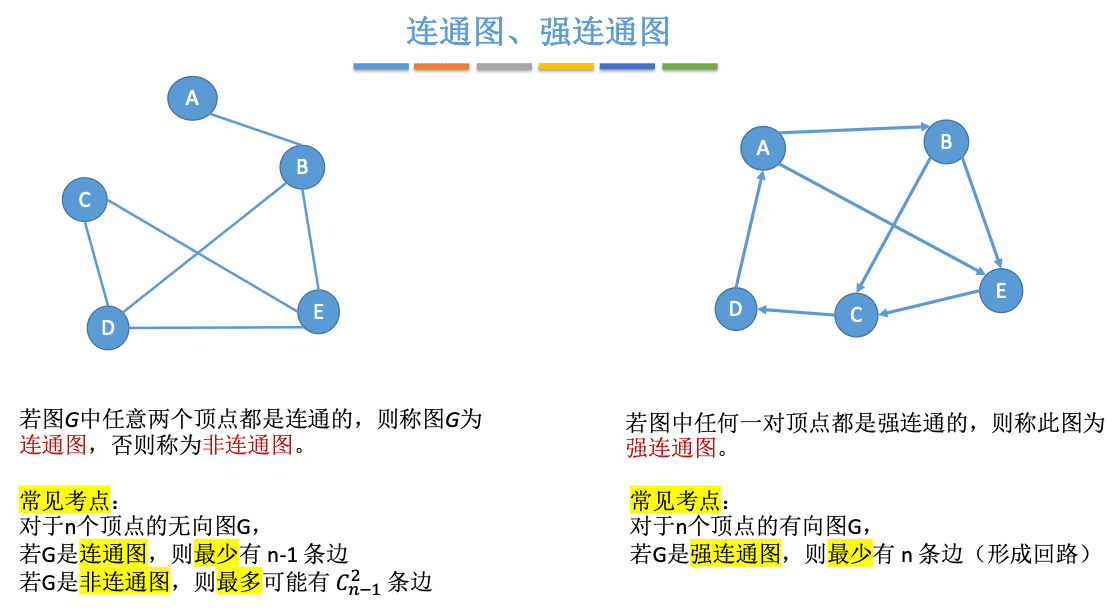 连通图、强连通图
A
B
C
D
E
A
B
C
D
E
若图G中任意两个顶点都是连通的，则称图G为
连通图，否则称为非连通图。
常见考点：
对于n个顶点的无向图G，
若G是连通图，则最少有 n-1 条边
若G是非连通图，则最多可能有 C²ₙ₋₁ 条边
若图中任何一对顶点都是强连通的，则称此图为
强连通图。
常见考点：
对于n个顶点的有向图G，
若G是强连通图，则最少有 n 条边（形成回路）